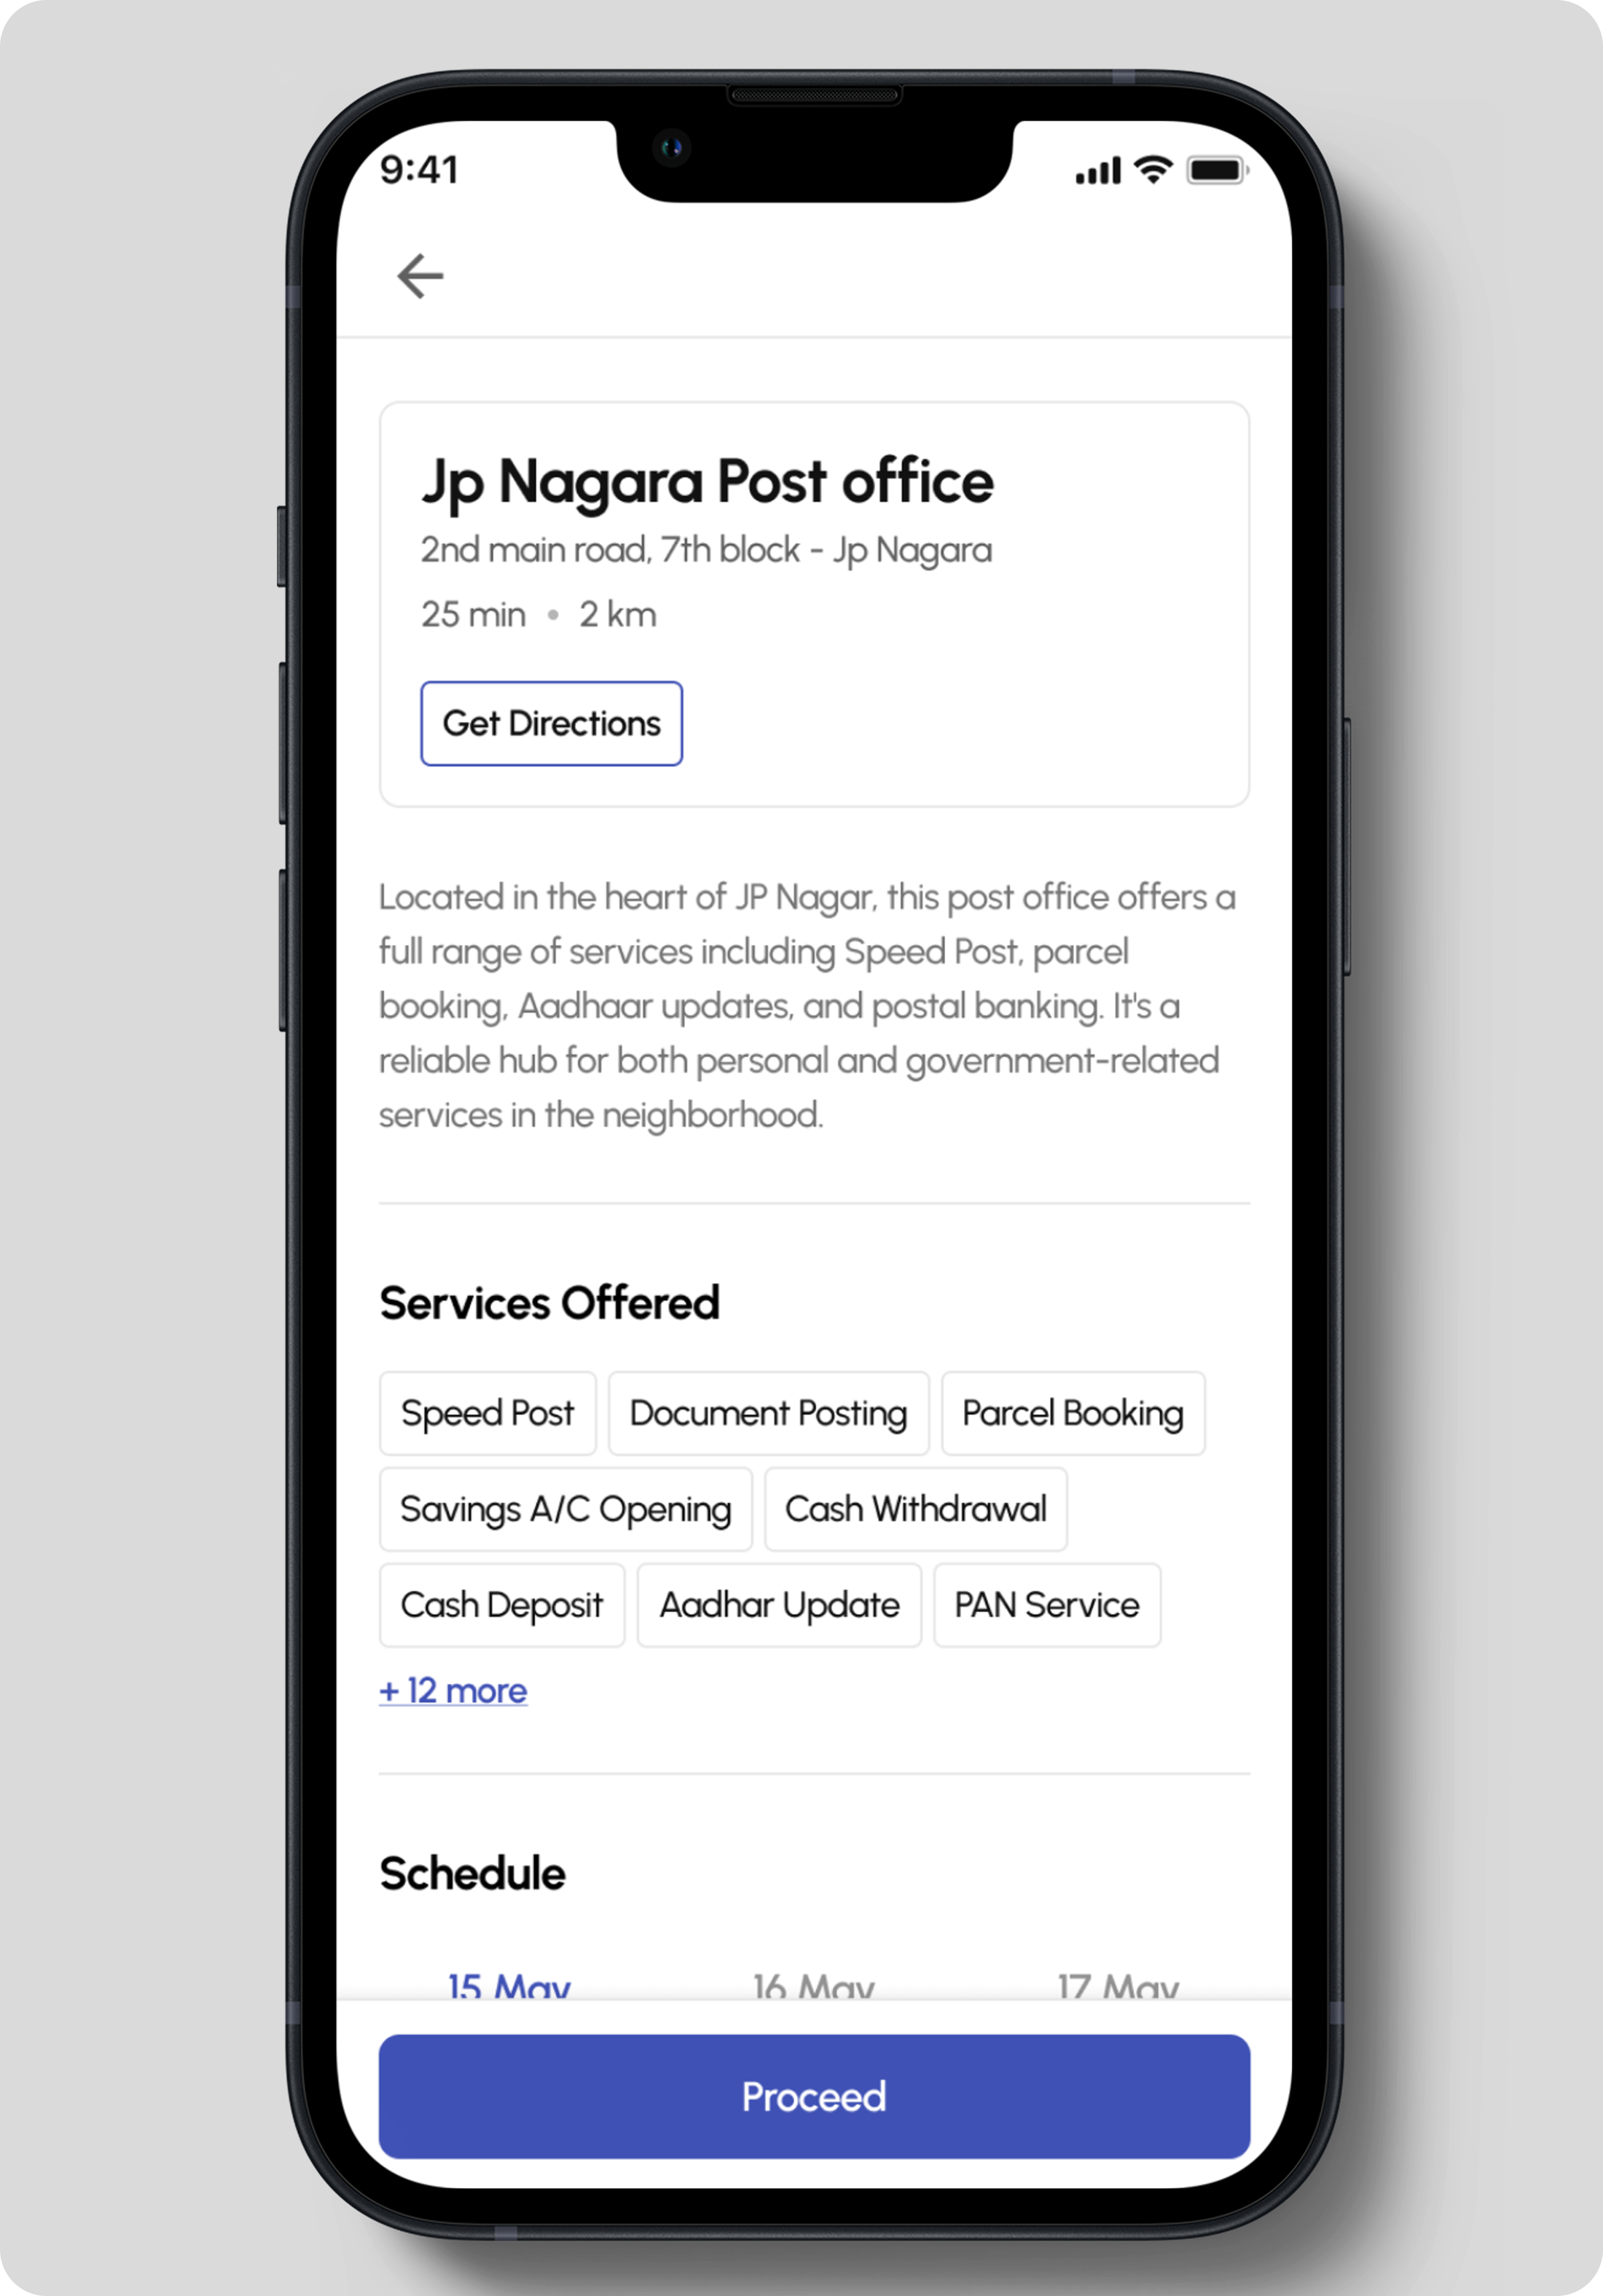 9:41
Jp Nagara Post office
2nd main road, 7th block - Jp Nagara
25 min • 2 km
Get Directions
Located in the heart of JP Nagar, this post office offers a
full range of services including Speed Post, parcel
booking, Aadhaar updates, and postal banking. It's a
reliable hub for both personal and government-related
services in the neighborhood.
Services Offered
Speed Post Document Posting Parcel Booking
Savings A/C Opening Cash Withdrawal
Cash Deposit Aadhar Update PAN Service
+ 12 more
Schedule
15 May 16 May 17 May
Proceed